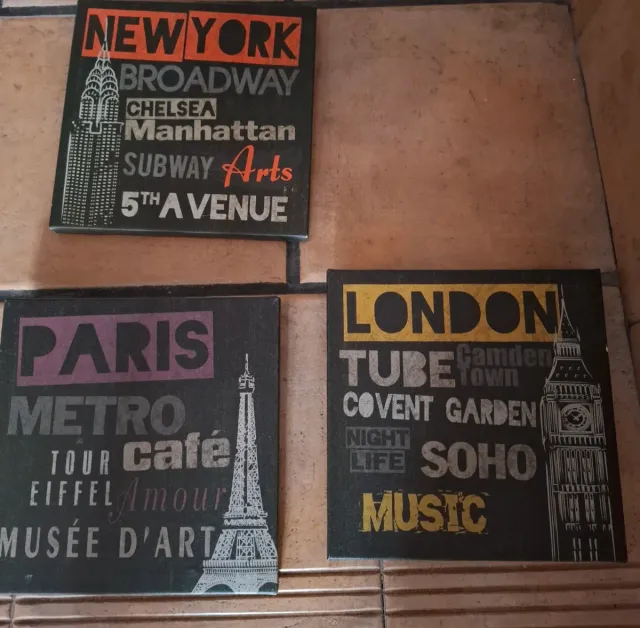 NEW YORK
BROADWAY
CHELSEA
Manhattan
SUBWAY Arts
5TH AVENUE
PARIS
METRO
café
TOUR
EIFFEL
Amour
MUSÉE D'ART
LONDON
TUBE
Camden
Town
COVENT GARDEN
NIGHT
LIFE
SOHO
MUSIC